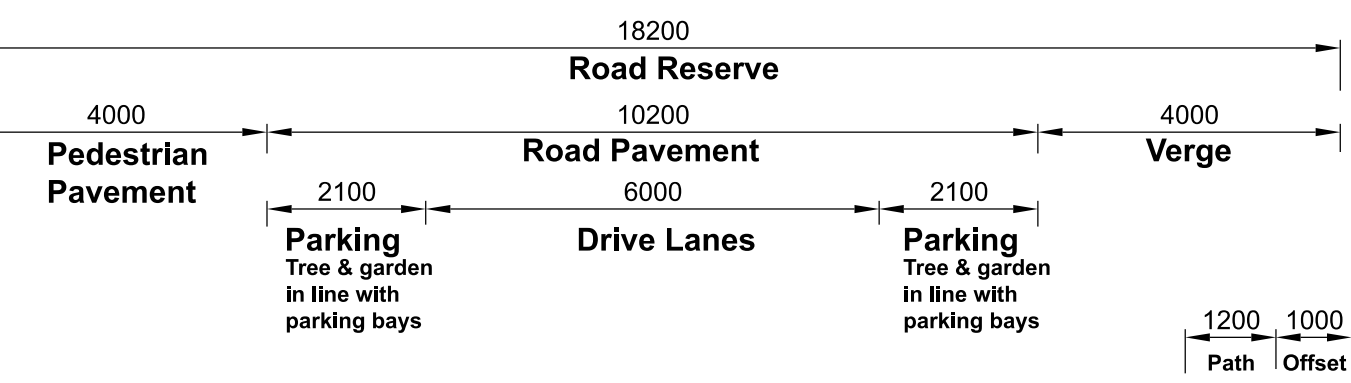 18200
Road Reserve
4000
10200
4000
Pedestrian
Pavement
Road Pavement
Verge
2100
6000
2100
Parking
Tree & garden
in line with
parking bays
Drive Lanes
Parking
Tree & garden
in line with
parking bays
1200
1000
Path
Offset